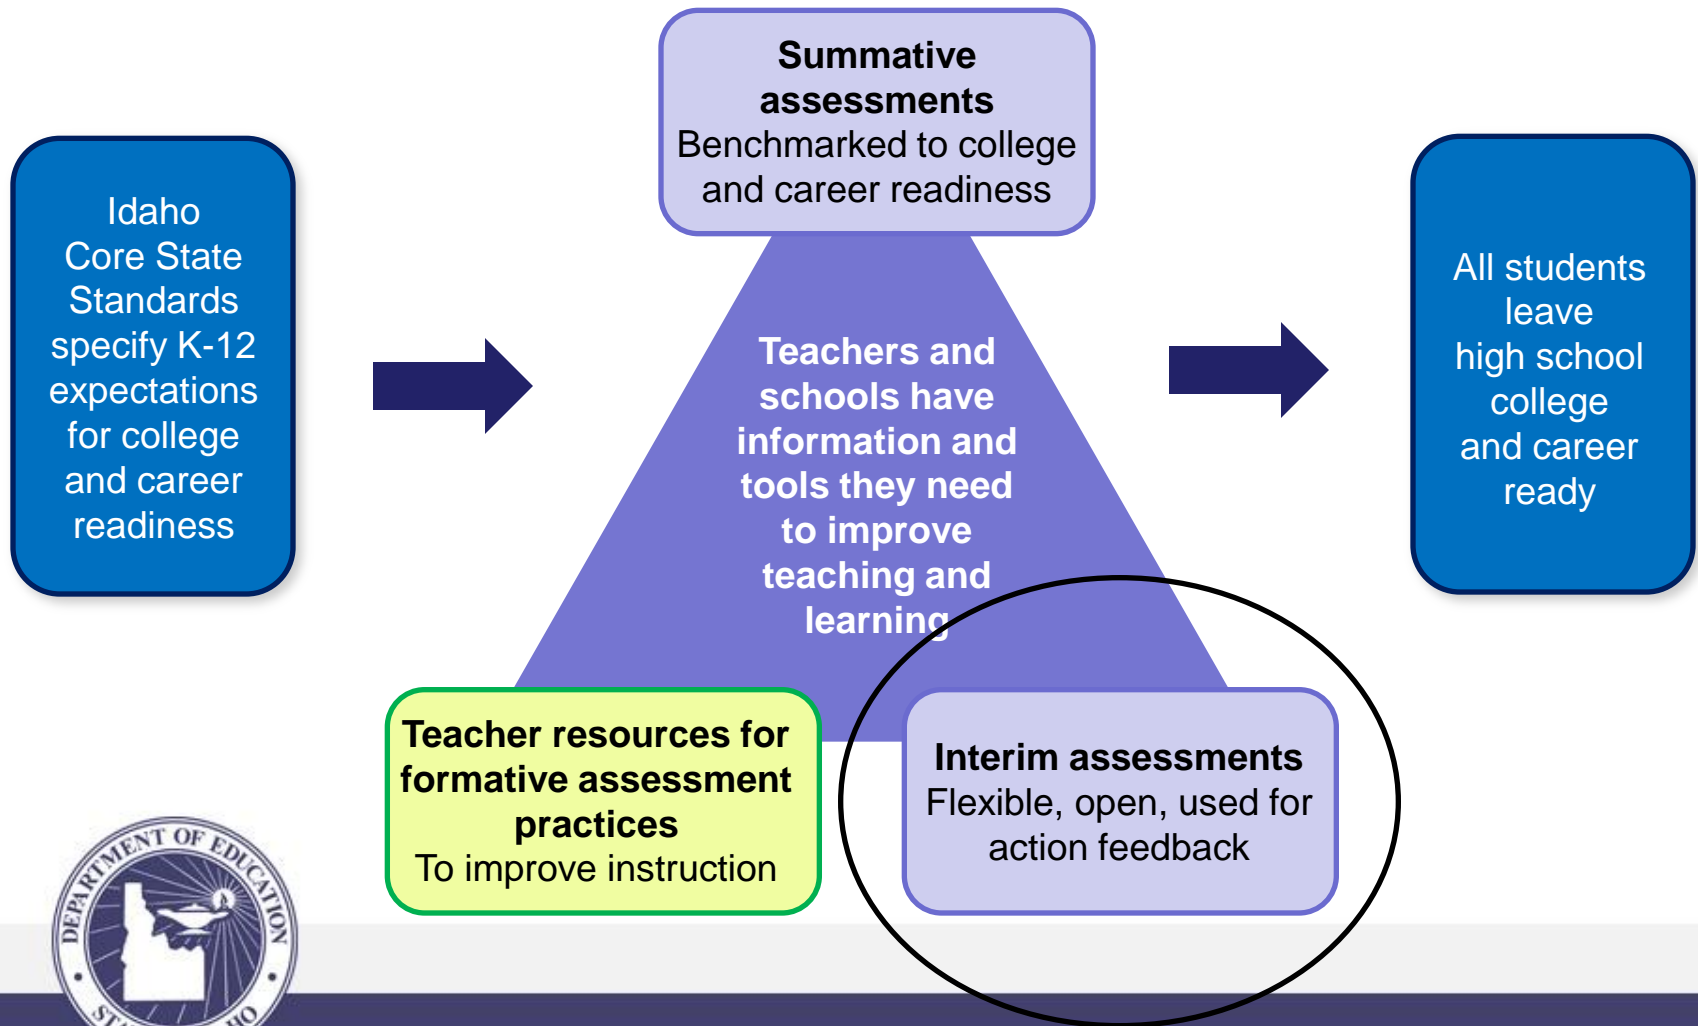 Summative
assessments
Benchmarked to college
and career readiness
Idaho
Core State
Standards
specify K-12
expectations
for college
and career
readiness
Teachers and
schools have
information and
tools they need
to improve
teaching and
learning
All students
leave
high school
college
and career
ready
Teacher resources for
formative assessment
practices
To improve instruction
Interim assessments
Flexible, open, used for
action feedback
DEPARTMENT OF EDUCATION